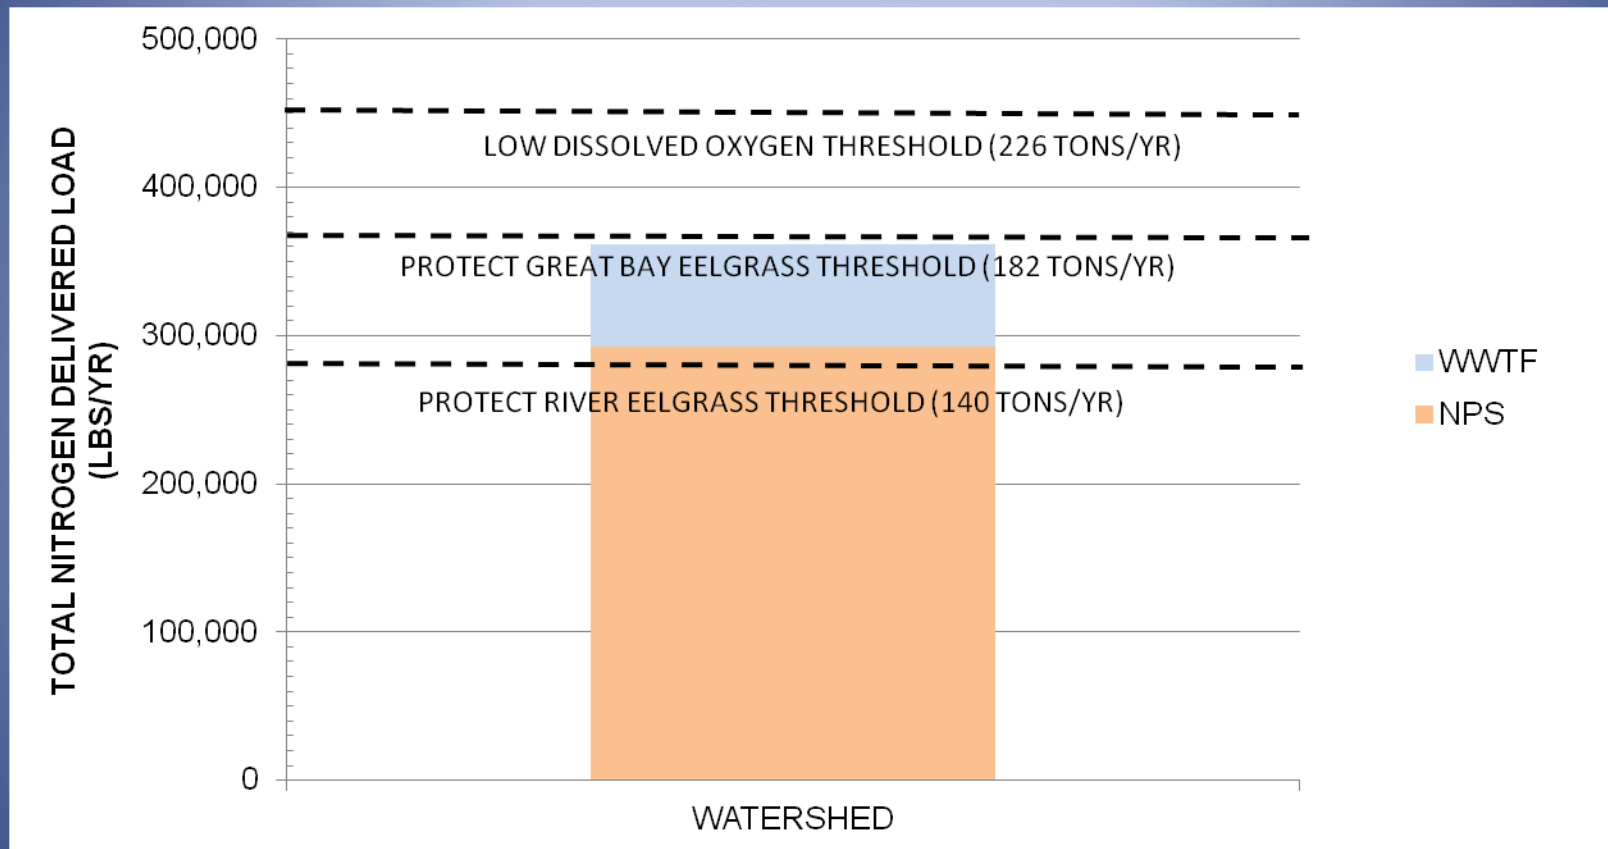 TOTAL NITROGEN DELIVERED LOAD
(LBS/YR)
500,000
400,000
300,000
200,000
100,000
0
LOW DISSOLVED OXYGEN THRESHOLD (226 TONS/YR)
PROTECT GREAT BAY EELGRASS THRESHOLD (182 TONS/YR)
PROTECT RIVER EELGRASS THRESHOLD (140 TONS/YR)
WATERSHED
WWTF
NPS